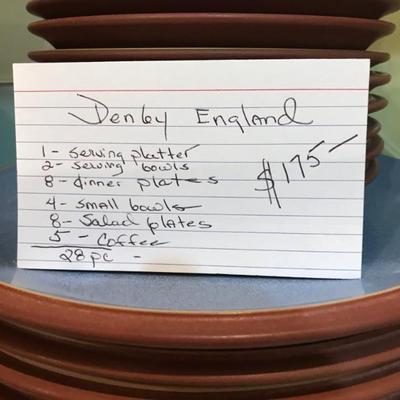 Denby England
1 - serving platter
2 - serving bowls
8 - dinner plates
$175 -
4 - small bowls
8 - Salad plates
5 - Coffee
28 pc -